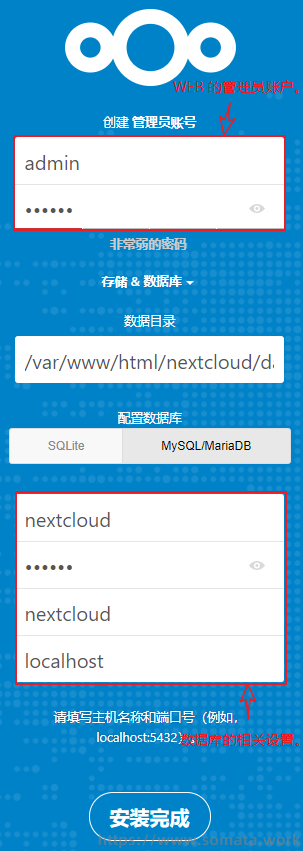 WEB 的管理员账户。
创建 管理员账号
admin
••••••
非常弱的密码
存储 & 数据库
数据目录
/var/www/html/nextcloud/da
配置数据库
SQLite MySQL/MariaDB
nextcloud
••••••
nextcloud
localhost
请填写主机名称和端口号（例如，
数据库的相关设置。
localhost:5432）。
安装完成
https://www.somata.work